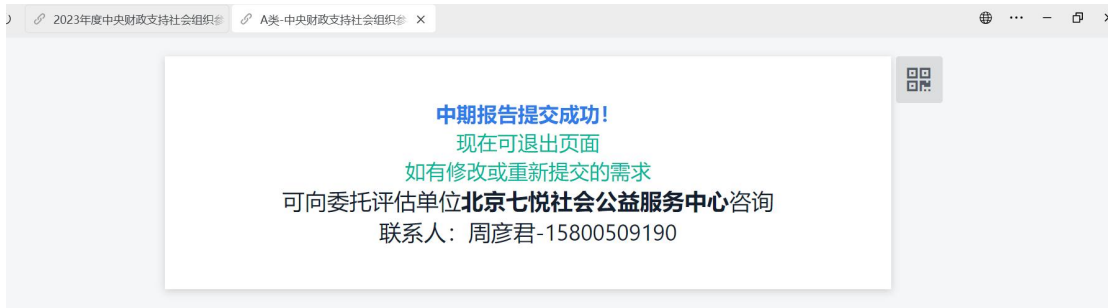 2023年度中央财政支持社会组织参
A类-中央财政支持社会组织参
中期报告提交成功！
现在可退出页面
如有修改或重新提交的需求
可向委托评估单位北京七悦社会公益服务中心咨询
联系人：周彦君-15800509190